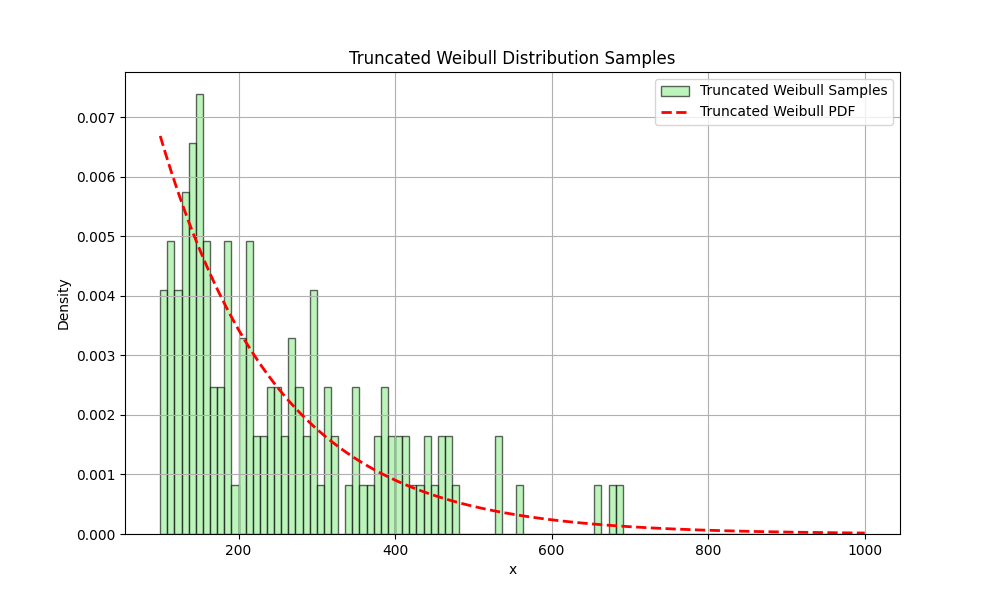 Truncated Weibull Distribution Samples
Truncated Weibull Samples
Truncated Weibull PDF
Density
0.007
0.006
0.005
0.004
0.003
0.002
0.001
0.000
200 400 600 800 1000
x